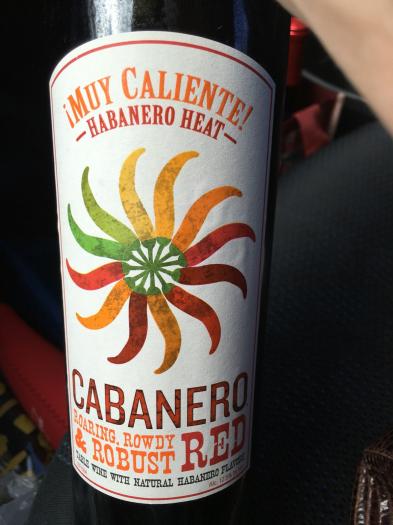 ¡MUY CALIENTE!
—HABANERO HEAT—
CABANERO
ROARING, ROWDY
& ROBUST RED
TABLE WINE WITH NATURAL HABANERO FLAVORS